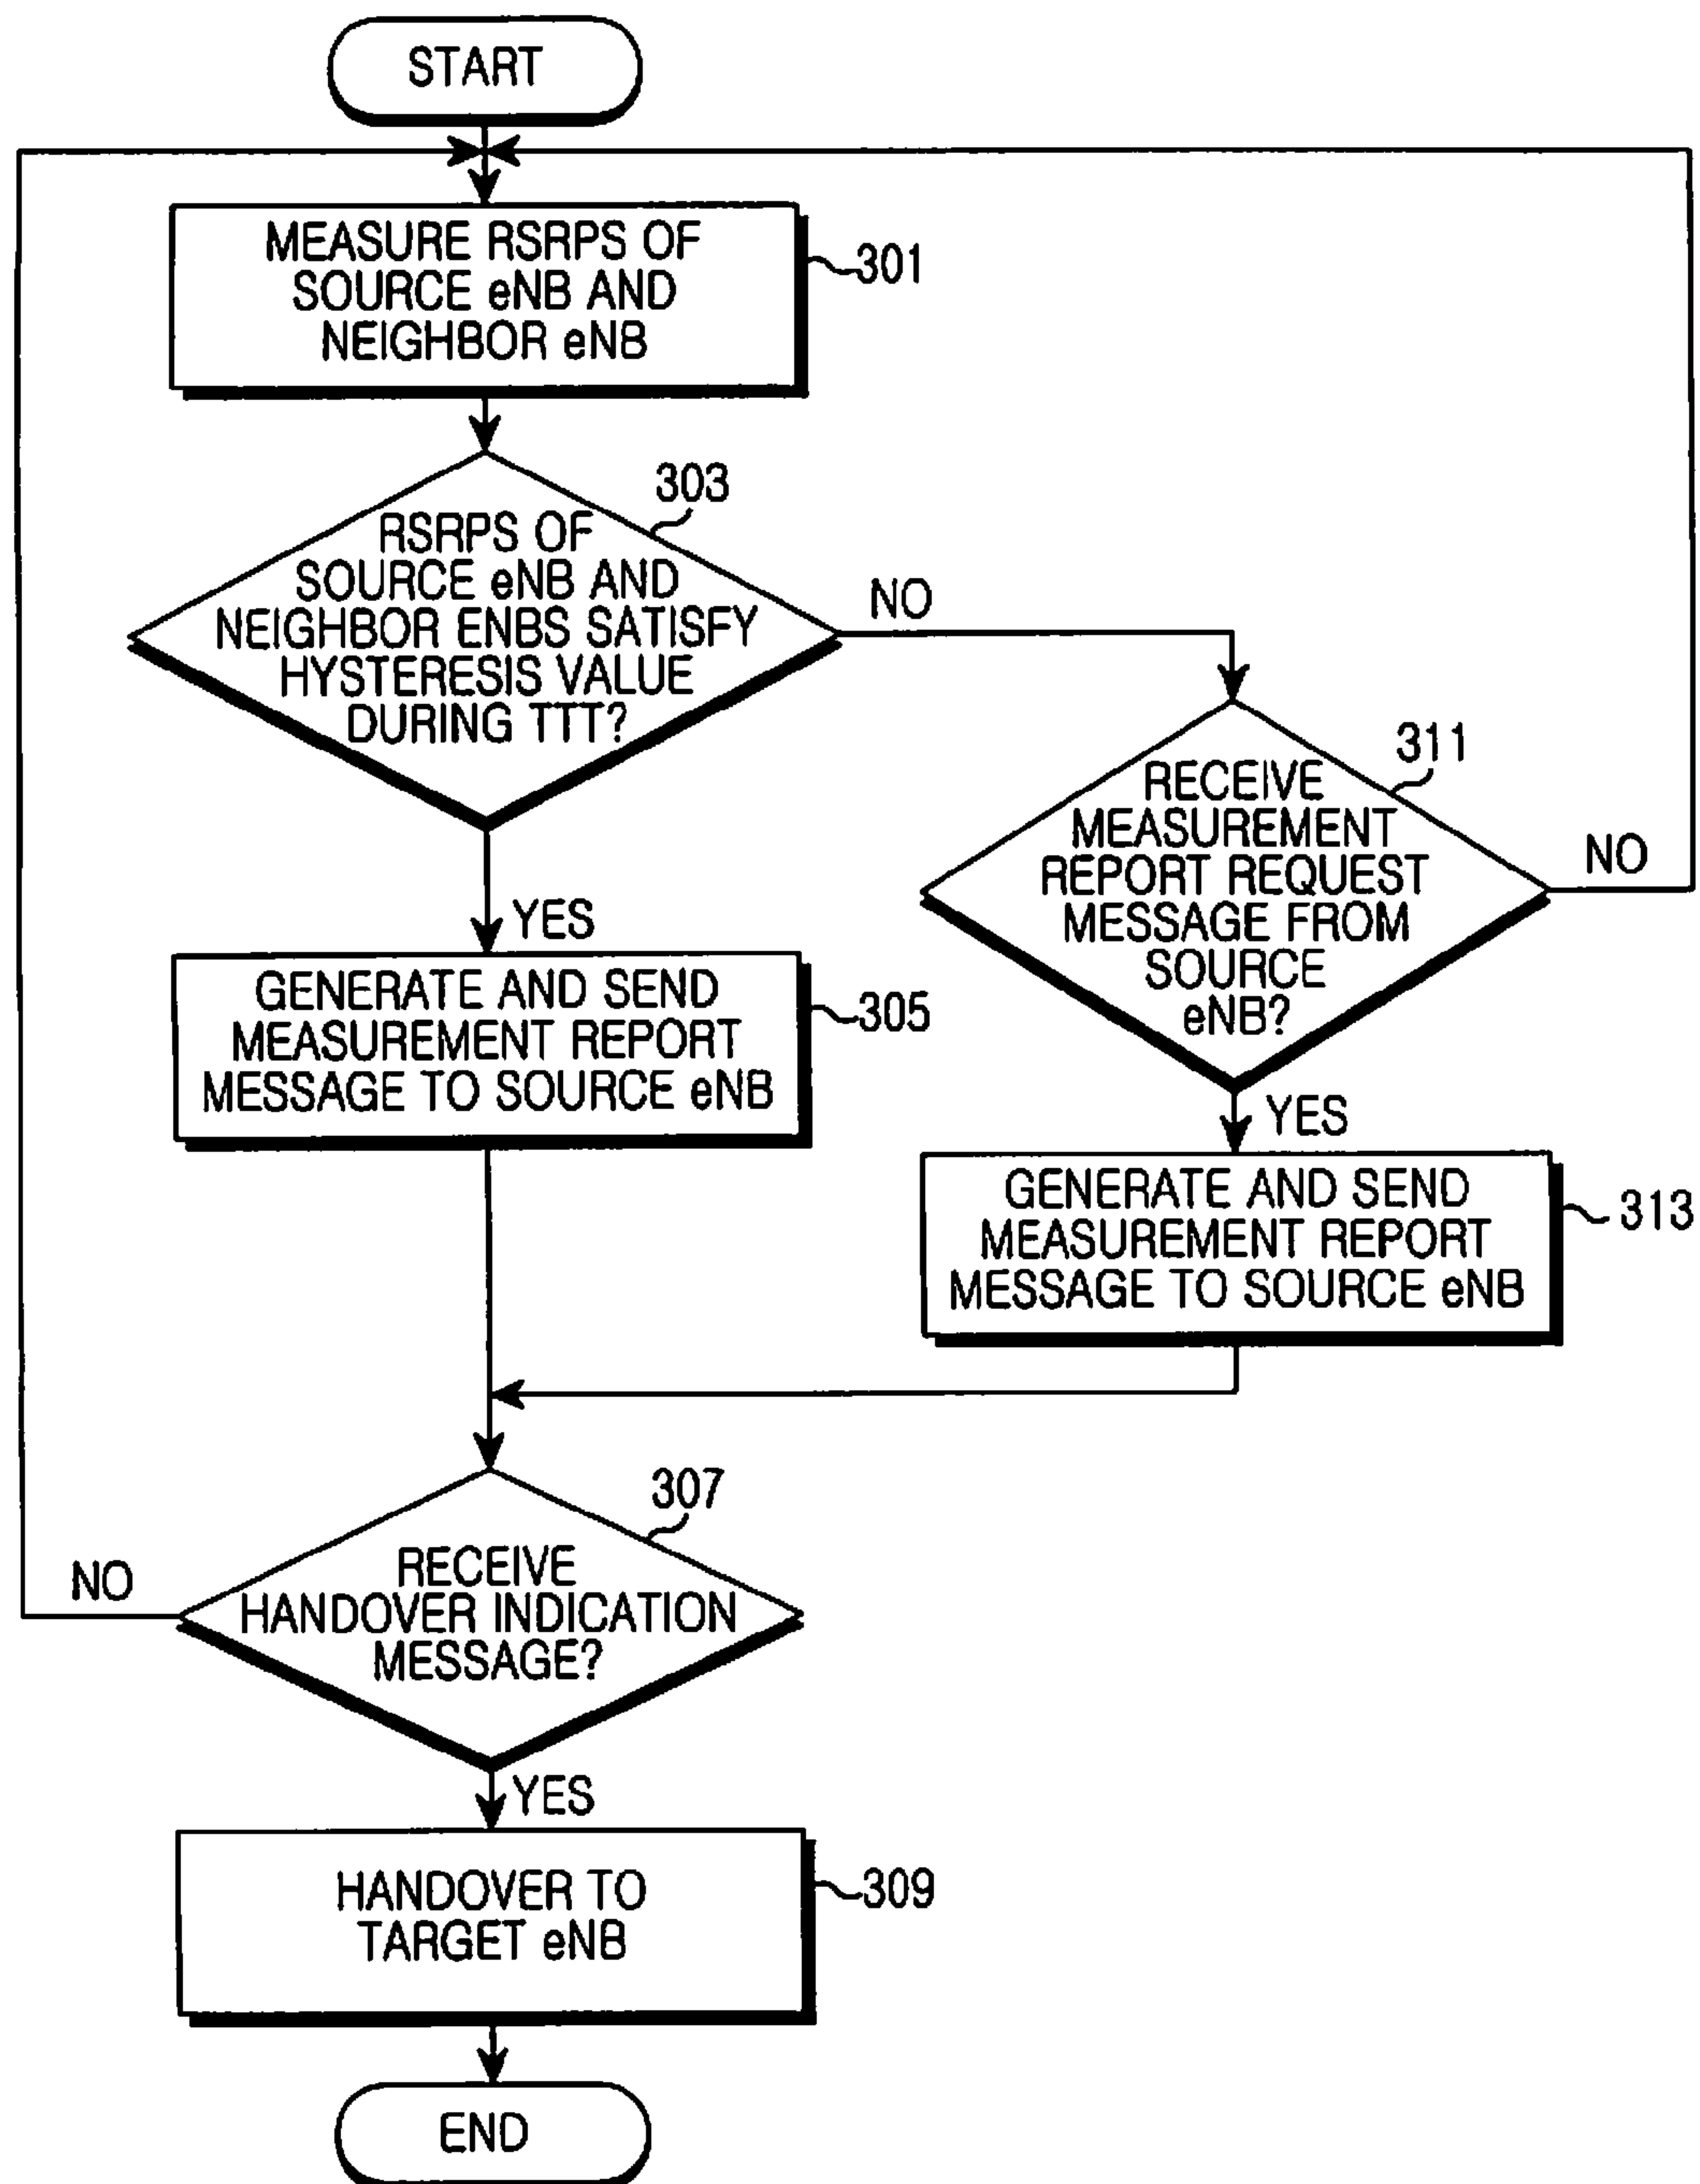 START
MEASURE RSRPS OF
SOURCE eNB AND
NEIGHBOR eNB
301
303
RSRPS OF
SOURCE eNB AND
NEIGHBOR ENBS SATISFY
HYSTERESIS VALUE
DURING TTT?
NO
311
RECEIVE
MEASUREMENT
REPORT REQUEST
MESSAGE FROM
SOURCE
eNB?
NO
YES
GENERATE AND SEND
MEASUREMENT REPORT
MESSAGE TO SOURCE eNB
305
YES
GENERATE AND SEND
MEASUREMENT REPORT
MESSAGE TO SOURCE eNB
313
307
RECEIVE
HANDOVER INDICATION
MESSAGE?
NO
YES
HANDOVER TO
TARGET eNB
309
END